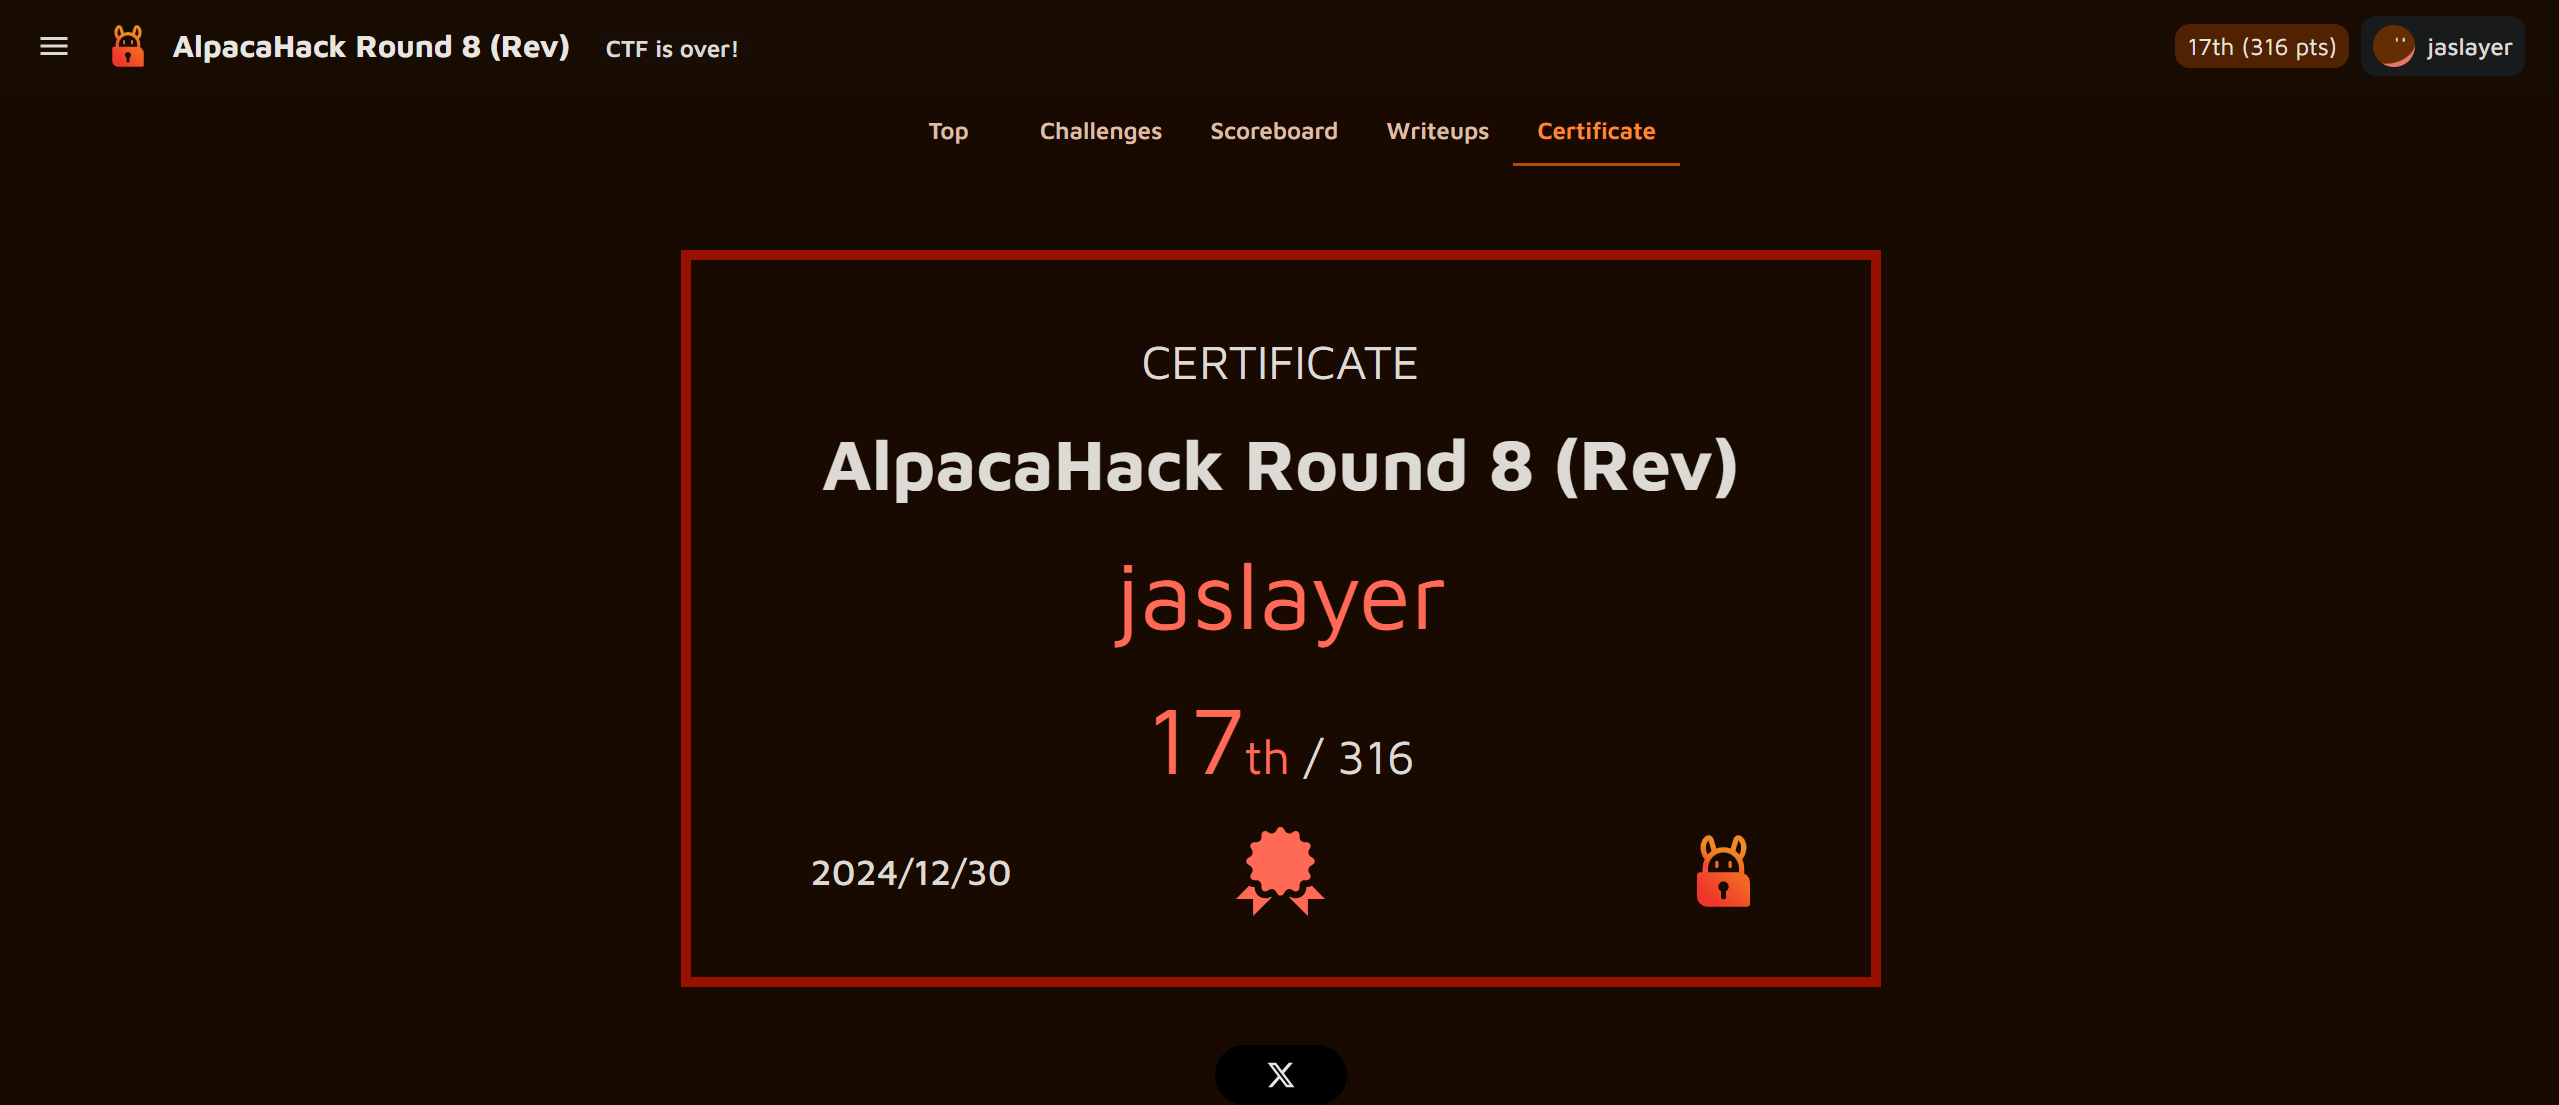 AlpacaHack Round 8 (Rev) CTF is over! 17th (316 pts) jaslayer
Top Challenges Scoreboard Writeups Certificate
CERTIFICATE
AlpacaHack Round 8 (Rev)
jaslayer
17th / 316
2024/12/30